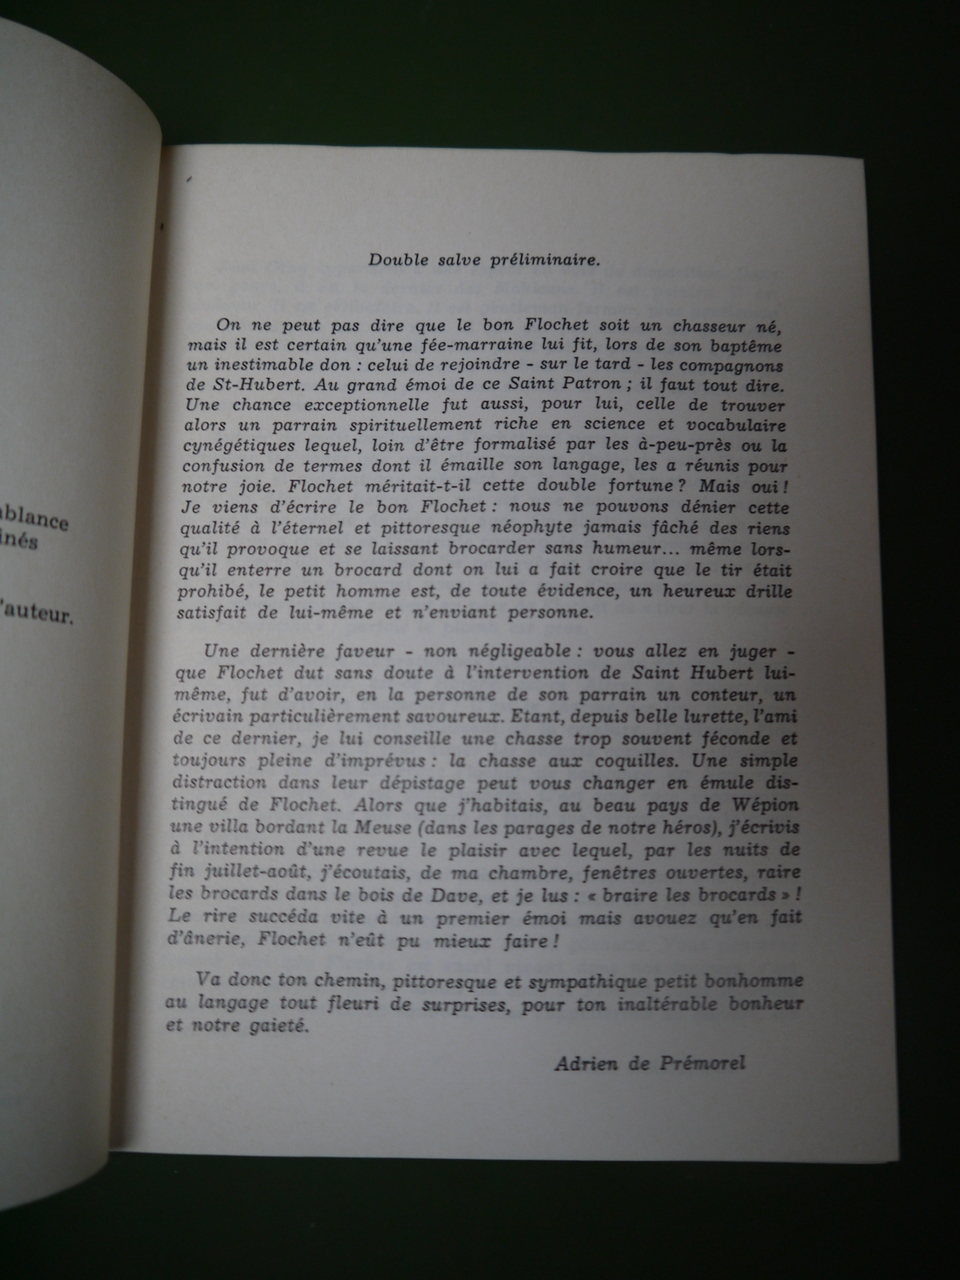 ablance
inés
'auteur.
Double salve préliminaire.
On ne peut pas dire que le bon Flochet soit un chasseur né,
mais il est certain qu'une fée-marraine lui fit, lors de son baptême
un inestimable don : celui de rejoindre - sur le tard - les compagnons
de St-Hubert. Au grand émoi de ce Saint Patron ; il faut tout dire.
Une chance exceptionnelle fut aussi, pour lui, celle de trouver
alors un parrain spirituellement riche en science et vocabulaire
cynégétiques lequel, loin d'être formalisé par les à-peu-près ou la
confusion de termes dont il émaille son langage, les a réunis pour
notre joie. Flochet méritait-t-il cette double fortune ? Mais oui !
Je viens d'écrire le bon Flochet : nous ne pouvons dénier cette
qualité à l'éternel et pittoresque néophyte jamais fâché des riens
qu'il provoque et se laissant brocarder sans humeur... même lors-
qu'il enterre un brocard dont on lui a fait croire que le tir était
prohibé, le petit homme est, de toute évidence, un heureux drille
satisfait de lui-même et n'enviant personne.
Une dernière faveur - non négligeable : vous allez en juger -
que Flochet dut sans doute à l'intervention de Saint Hubert lui-
même, fut d'avoir, en la personne de son parrain un conteur, un
écrivain particulièrement savoureux. Etant, depuis belle lurette, l'ami
de ce dernier, je lui conseille une chasse trop souvent féconde et
toujours pleine d'imprévus : la chasse aux coquilles. Une simple
distraction dans leur dépistage peut vous changer en émule dis-
tingué de Flochet. Alors que j'habitais, au beau pays de Wépion
une villa bordant la Meuse (dans les parages de notre héros), j'écrivis
à l'intention d'une revue le plaisir avec lequel, par les nuits de
fin juillet-août, j'écoutais, de ma chambre, fenêtres ouvertes, raire
les brocards dans le bois de Dave, et je lus : « braire les brocards » !
Le rire succéda vite à un premier émoi mais avouez qu'en fait
d'ânerie, Flochet n'eût pu mieux faire !
Va donc ton chemin, pittoresque et sympathique petit bonhomme
au langage tout fleuri de surprises, pour ton inaltérable bonheur
et notre gaieté.
Adrien de Prémorel